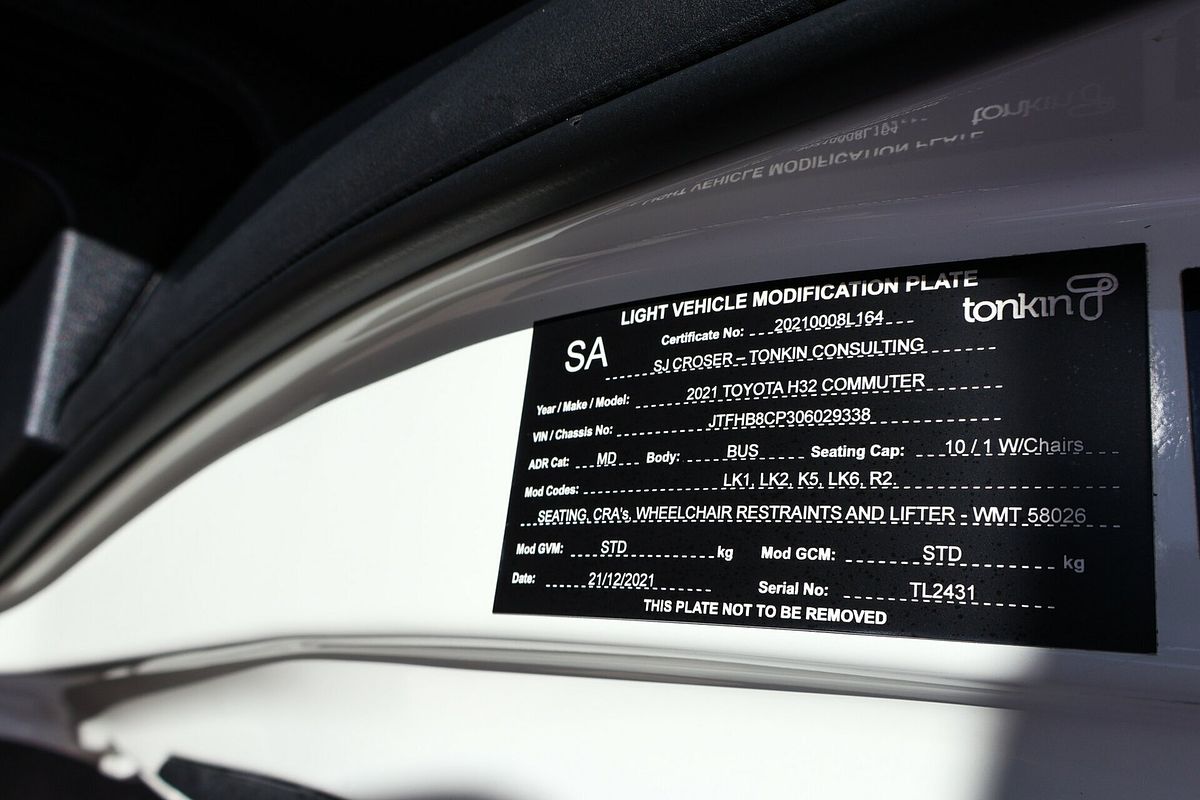 LIGHT VEHICLE MODIFICATION PLATE
tonkin
SA
Certificate No: 20210008L164
SJ CROSER – TONKIN CONSULTING
Year / Make / Model: 2021 TOYOTA H32 COMMUTER
VIN / Chassis No: JTFHB8CP306029338
ADR Cat: MD Body: BUS Seating Cap: 10 / 1 W/Chairs
Mod Codes: LK1, LK2, K5, LK6, R2
SEATING, CRA's, WHEELCHAIR RESTRAINTS AND LIFTER - WMT 58026
Mod GVM: STD kg Mod GCM: STD kg
Date: 21/12/2021 Serial No: TL2431
THIS PLATE NOT TO BE REMOVED